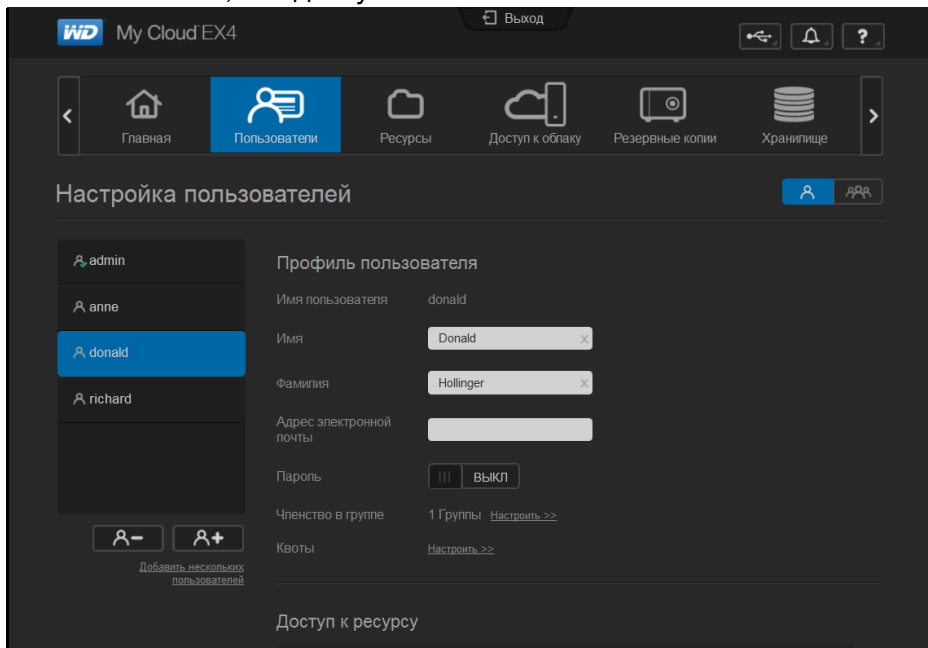 WD My Cloud EX4
Выход
?
Главная
Пользователи
Ресурсы
Доступ к облаку
Резервные копии
Хранилище
Настройка пользователей
admin
anne
donald
richard
Добавить нескольких
пользователей
Профиль пользователя
Имя пользователя donald
Имя Donald X
Фамилия Hollinger X
Адрес электронной
почты
Пароль ВЫКЛ
Членство в группе 1 Группы Настроить >>
Квоты Настроить >>
Доступ к ресурсу